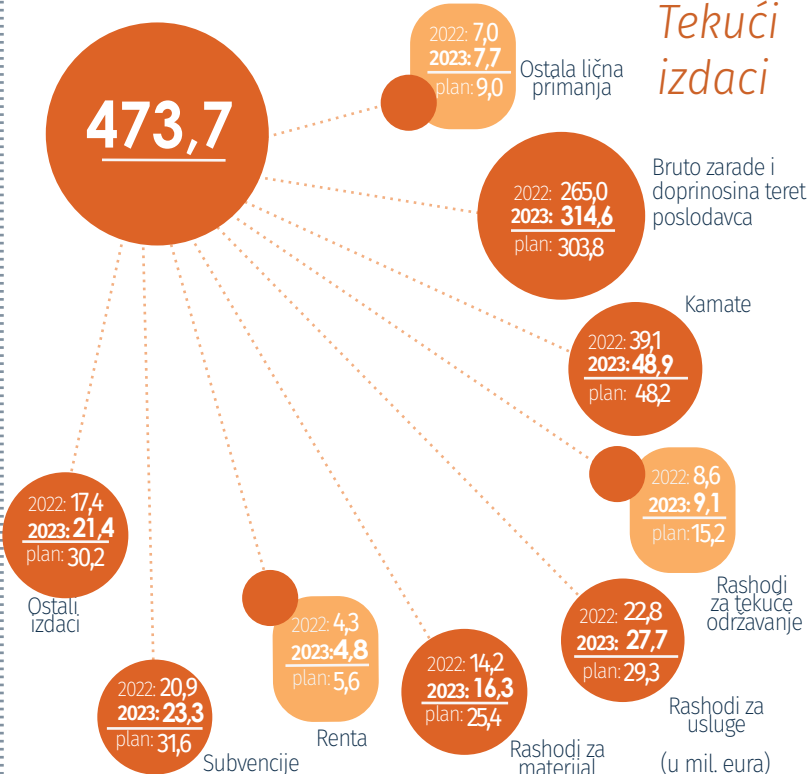 Tekući
izdaci
473,7
2022: 7,0
2023: 7,7
plan: 9,0
Ostala lična
primanja
2022: 265,0
2023: 314,6
plan: 303,8
Bruto zarade i
doprinosina teret
poslodavca
Kamate
2022: 39,1
2023: 48,9
plan: 48,2
2022: 8,6
2023: 9,1
plan: 15,2
Rashodi
za tekuće
održavanje
2022: 22,8
2023: 27,7
plan: 29,3
Rashodi za
usluge
2022: 14,2
2023: 16,3
plan: 25,4
Rashodi za
materijal
2022: 4,3
2023: 4,8
plan: 5,6
Renta
2022: 20,9
2023: 23,3
plan: 31,6
Subvencije
2022: 17,4
2023: 21,4
plan: 30,2
Ostali
izdaci
(u mil. eura)